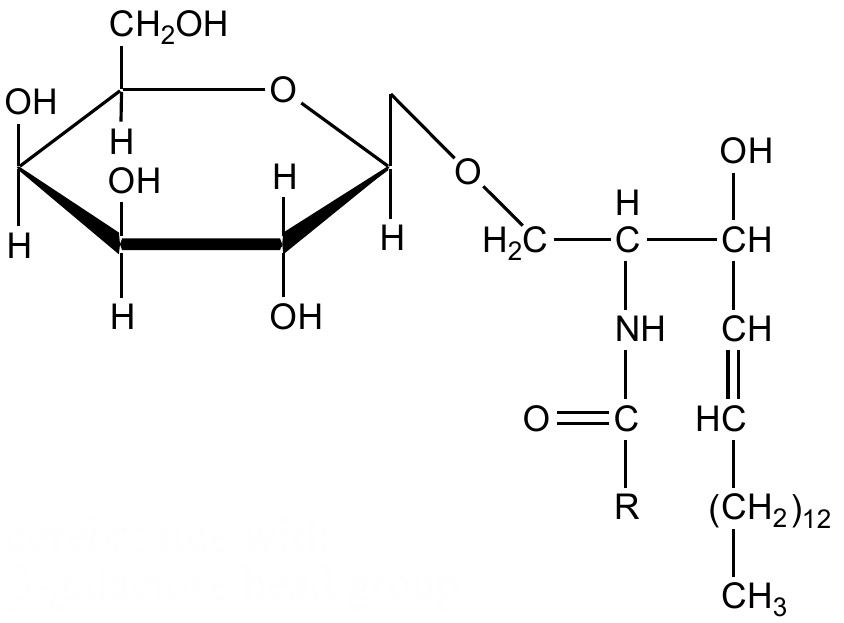 CH₂OH
OH O
H OH
OH H O
H
H H H₂C C CH
H OH
NH CH
O C HC
R (CH₂)₁₂
CH₃